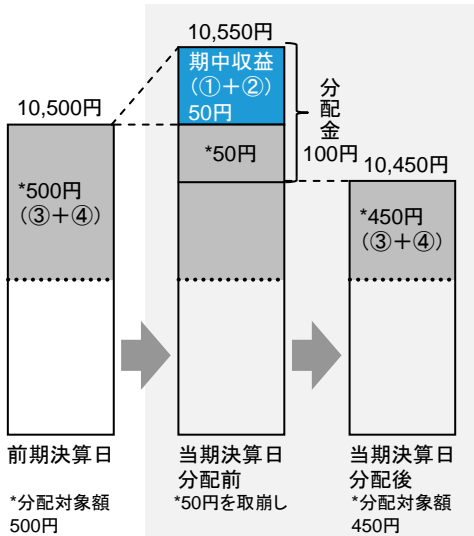 10,500円
*500円
(③+④)
前期決算日
*分配対象額
500円
10,550円
期中収益
(①+②)
50円
*50円
分配金
100円
当期決算日
分配前
*50円を取崩し
10,450円
*450円
(③+④)
当期決算日
分配後
*分配対象額
450円